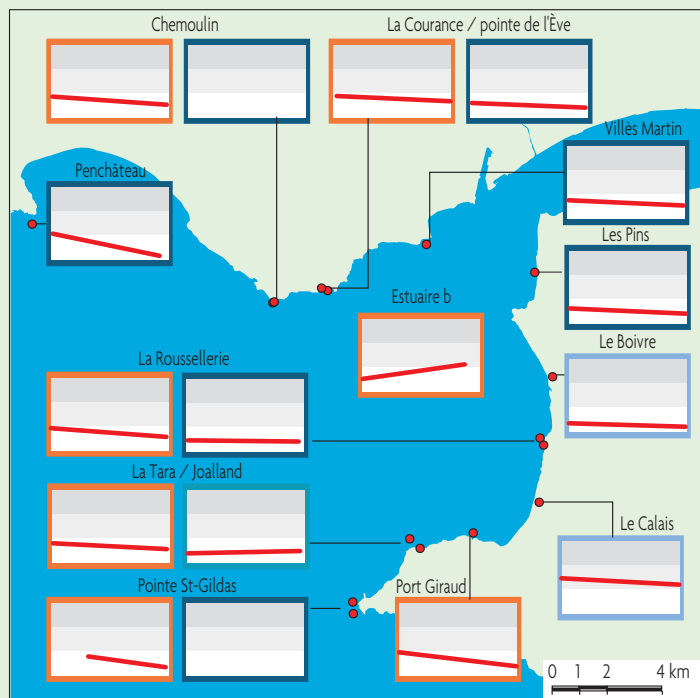 Chemoulin
La Courance / pointe de l'Ève
Villès Martin
Penchâteau
Les Pins
Estuaire b
Le Boivre
La Roussellerie
La Tara / Joalland
Le Calais
Pointe St-Gildas
Port Giraud
0 1 2 4 km